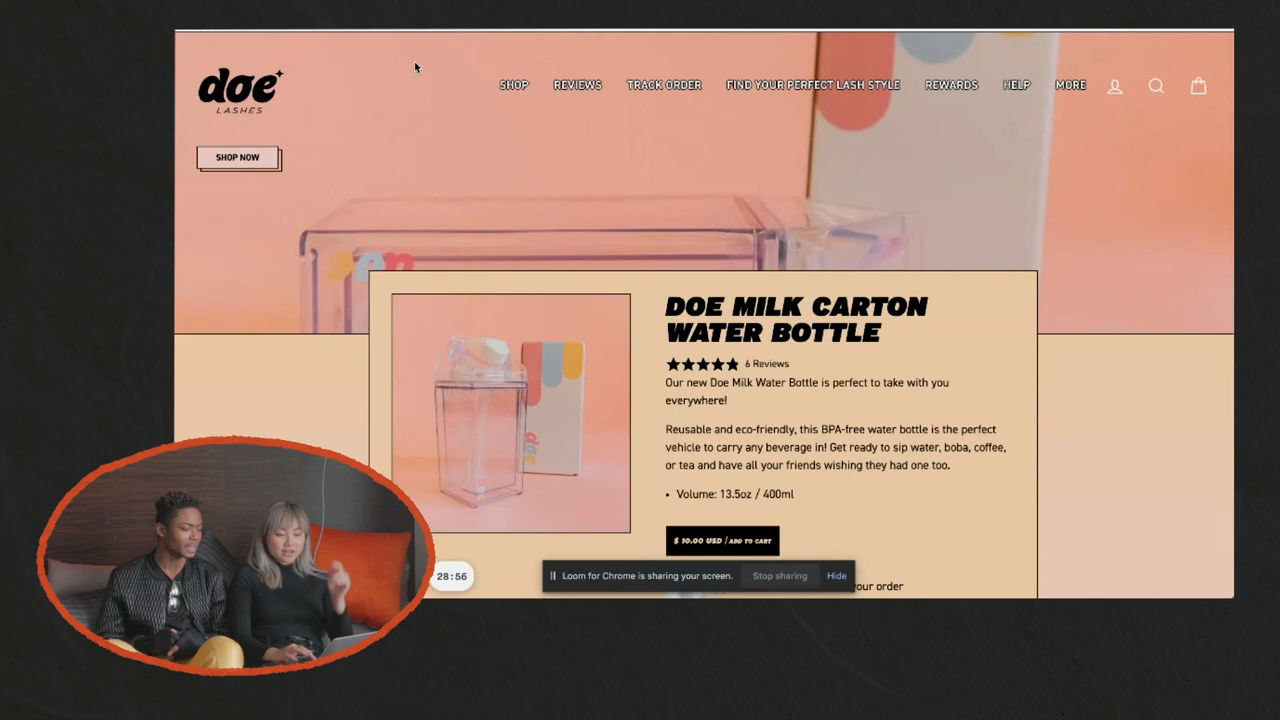 doe
LASHES
SHOP REVIEWS TRACK ORDER FIND YOUR PERFECT LASH STYLE REWARDS HELP MORE
SHOP NOW
DOE MILK CARTON
WATER BOTTLE
6 Reviews
Our new Doe Milk Water Bottle is perfect to take with you
everywhere!
Reusable and eco-friendly, this BPA-free water bottle is the perfect
vehicle to carry any beverage in! Get ready to sip water, boba, coffee,
or tea and have all your friends wishing they had one too.
• Volume: 13.5oz / 400ml
$ 10.00 USD / ADD TO CART
your order
28:56
Loom for Chrome is sharing your screen. Stop sharing Hide